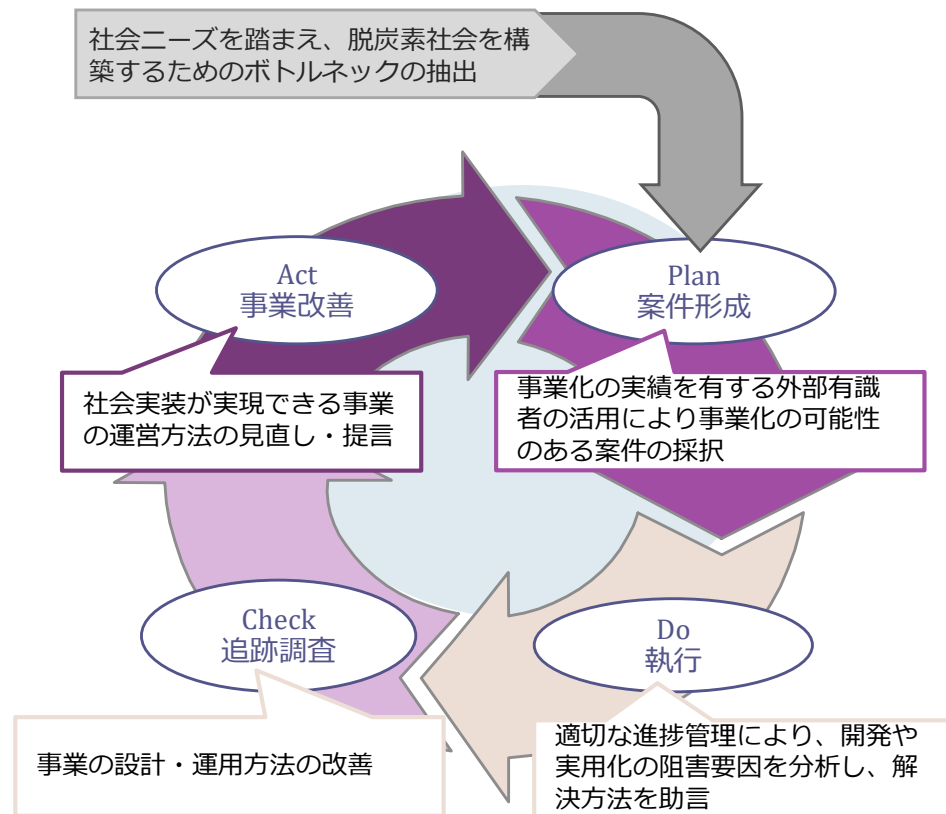 社会ニーズを踏まえ、脱炭素社会を構
築するためのボトルネックの抽出
Act
事業改善
Plan
案件形成
社会実装が実現できる事業
の運営方法の見直し・提言
事業化の実績を有する外部有識
者の活用により事業化の可能性
のある案件の採択
Check
追跡調査
Do
執行
事業の設計・運用方法の改善
適切な進捗管理により、開発や
実用化の阻害要因を分析し、解
決方法を助言